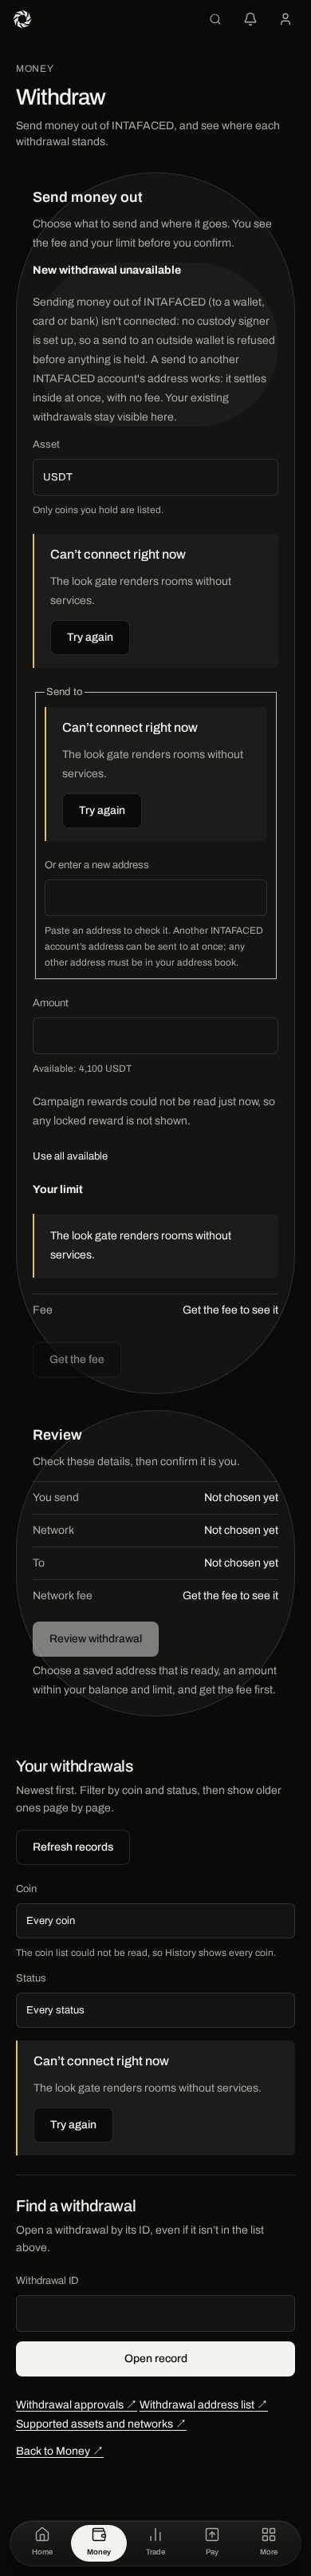 MONEY
Withdraw
Send money out of INTAFACED, and see where each
withdrawal stands.
Send money out
Choose what to send and where it goes. You see
the fee and your limit before you confirm.
New withdrawal unavailable
Sending money out of INTAFACED (to a wallet,
card or bank) isn't connected: no custody signer
is set up, so a send to an outside wallet is refused
before anything is held. A send to another
INTAFACED account's address works: it settles
inside at once, with no fee. Your existing
withdrawals stay visible here.
Asset
USDT
Only coins you hold are listed.
Can't connect right now
The look gate renders rooms without
services.
Try again
Send to
Can't connect right now
The look gate renders rooms without
services.
Try again
Or enter a new address
Paste an address to check it. Another INTAFACED
account's address can be sent to at once; any
other address must be in your address book.
Amount
Available: 4,100 USDT
Campaign rewards could not be read just now, so
any locked reward is not shown.
Use all available
Your limit
The look gate renders rooms without
services.
Fee Get the fee to see it
Get the fee
Review
Check these details, then confirm it is you.
You send Not chosen yet
Network Not chosen yet
To Not chosen yet
Network fee Get the fee to see it
Review withdrawal
Choose a saved address that is ready, an amount
within your balance and limit, and get the fee first.
Your withdrawals
Newest first. Filter by coin and status, then show older
ones page by page.
Refresh records
Coin
Every coin
The coin list could not be read, so History shows every coin.
Status
Every status
Can't connect right now
The look gate renders rooms without services.
Try again
Find a withdrawal
Open a withdrawal by its ID, even if it isn't in the list
above.
Withdrawal ID
Open record
Withdrawal approvals ↗ Withdrawal address list ↗
Supported assets and networks ↗
Back to Money ↗
Home Money Trade Pay More